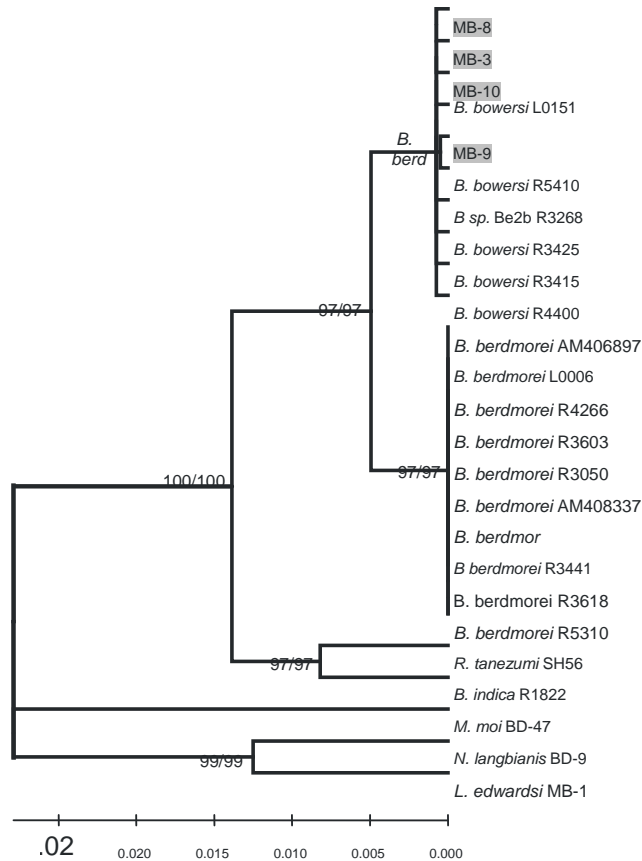 MB-8
MB-3
MB-10
B. bowersi L0151
B.
berd
MB-9
B. bowersi R5410
B sp. Be2b R3268
B. bowersi R3425
B. bowersi R3415
B. bowersi R4400
97/97
B. berdmorei AM406897
B. berdmorei L0006
B. berdmorei R4266
B. berdmorei R3603
97/97
B. berdmorei R3050
100/100
B. berdmorei AM408337
B. berdmor
B berdmorei R3441
B. berdmorei R3618
B. berdmorei R5310
97/97
R. tanezumi SH56
B. indica R1822
M. moi BD-47
99/99
N. langbianis BD-9
L. edwardsi MB-1
.02 0.020 0.015 0.010 0.005 0.000